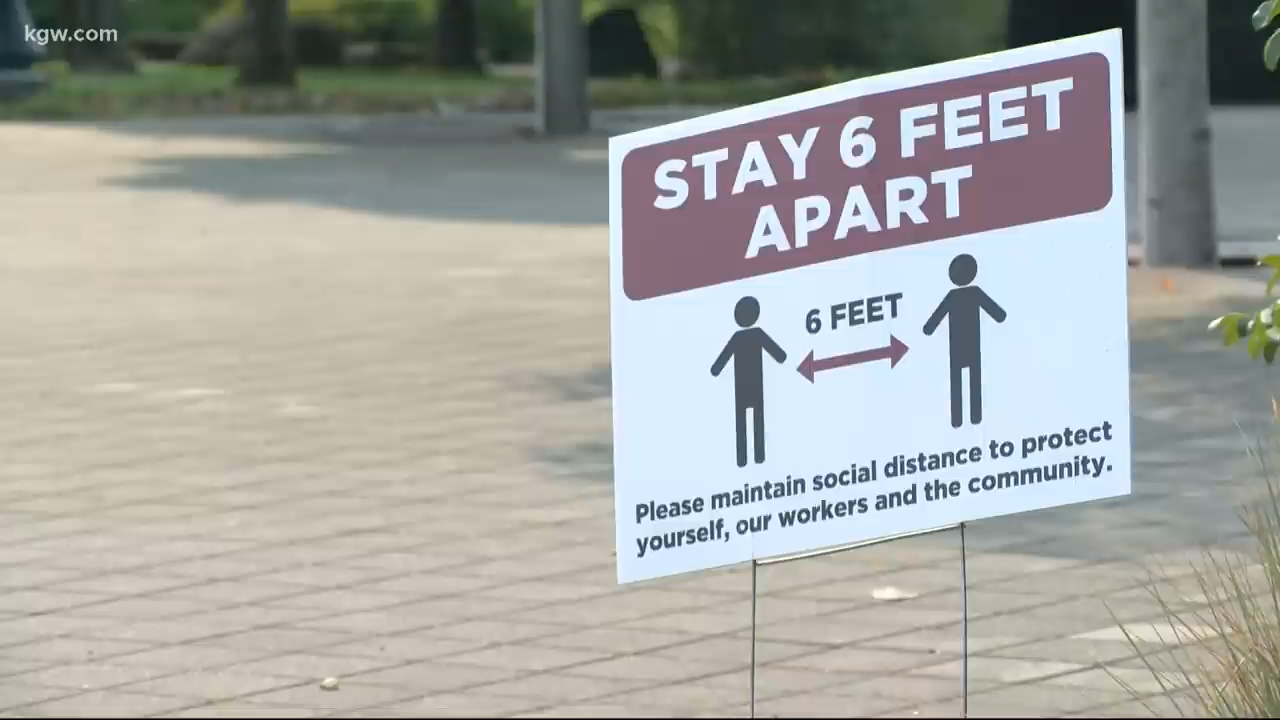 kgw.com
STAY 6 FEET
APART
6 FEET
Please maintain social distance to protect
yourself, our workers and the community.